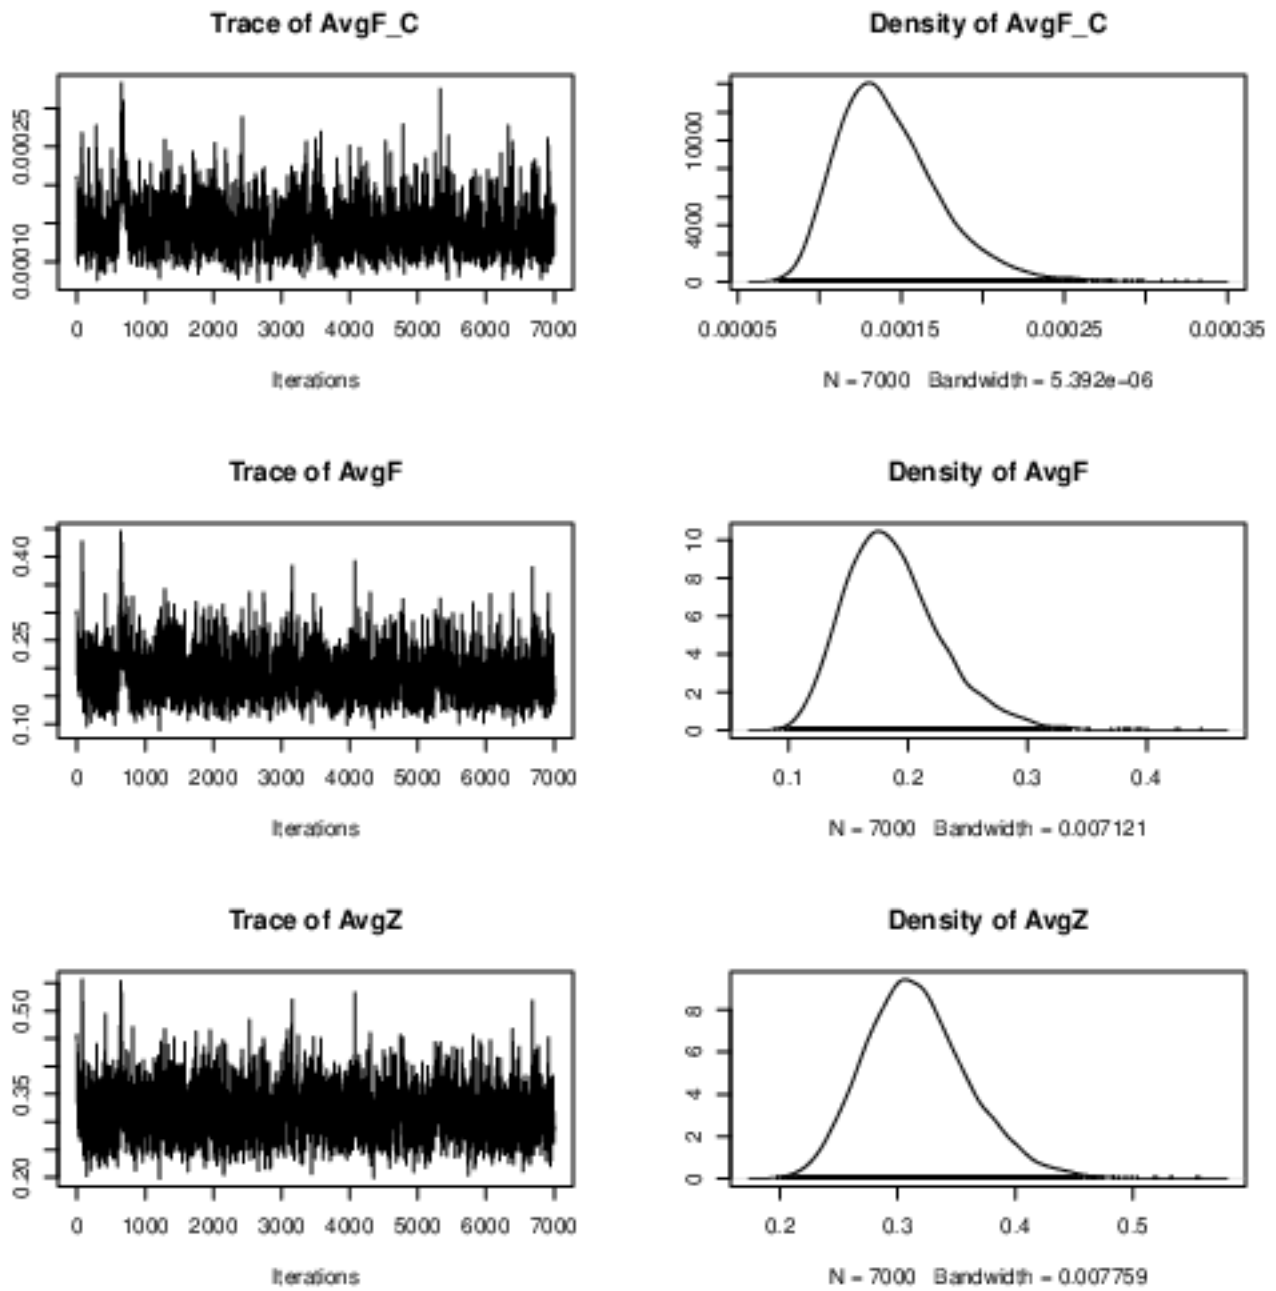 Trace of AvgF_C
0.00025
0.00010
0 1000 2000 3000 4000 5000 6000 7000
Iterations
Density of AvgF_C
10000
4000
0
0.00005 0.00015 0.00025 0.00035
N = 7000 Bandwidth = 5.392e−06
Trace of AvgF
0.40
0.25
0.10
0 1000 2000 3000 4000 5000 6000 7000
Iterations
Density of AvgF
10
8
6
4
2
0
0.1 0.2 0.3 0.4
N = 7000 Bandwidth = 0.007121
Trace of AvgZ
0.50
0.35
0.20
0 1000 2000 3000 4000 5000 6000 7000
Iterations
Density of AvgZ
8
6
4
2
0
0.2 0.3 0.4 0.5
N = 7000 Bandwidth = 0.007759